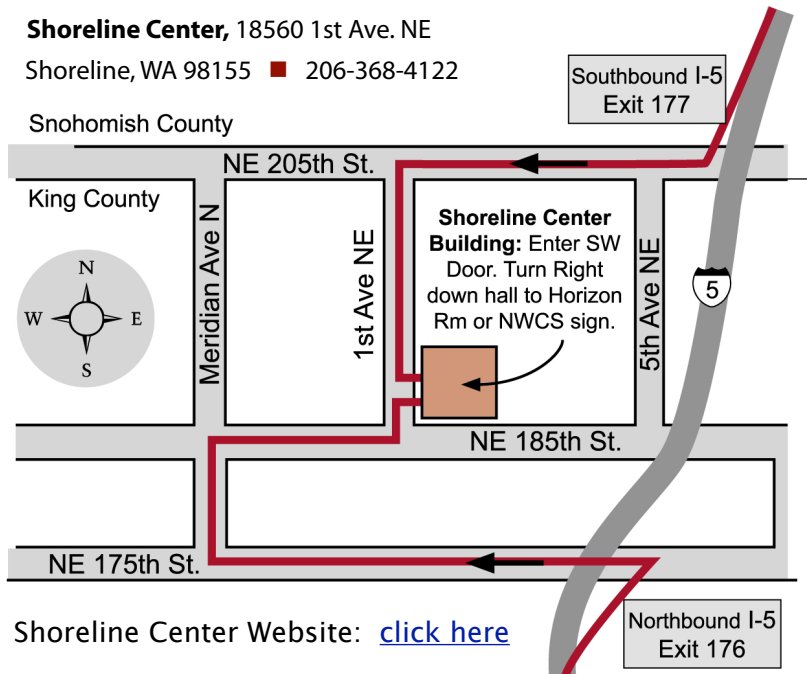 Shoreline Center, 18560 1st Ave. NE
Shoreline, WA 98155 ■ 206-368-4122
Southbound I-5
Exit 177
Snohomish County
NE 205th St.
King County
Meridian Ave N
1st Ave NE
Shoreline Center
Building: Enter SW
Door. Turn Right
down hall to Horizon
Rm or NWCS sign.
5th Ave NE
5
N
W
E
S
NE 185th St.
NE 175th St.
Northbound I-5
Exit 176
Shoreline Center Website: click here